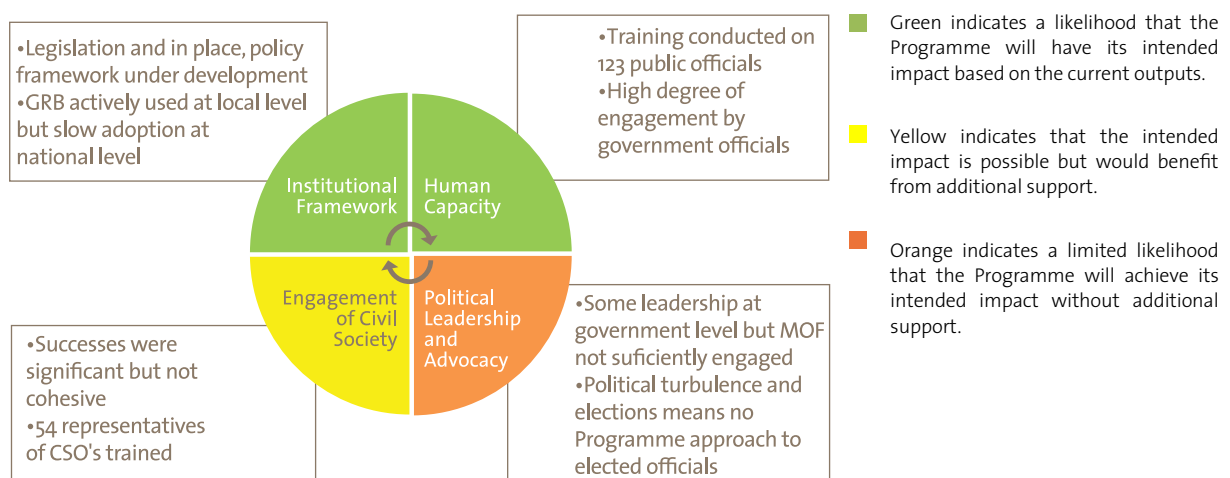 •Legislation and in place, policy
framework under development
•GRB actively used at local level
but slow adoption at
national level
•Training conducted on
123 public officials
•High degree of
engagement by
government officials
Institutional
Framework
Human
Capacity
Engagement
of Civil
Society
Political
Leadership
and
Advocacy
•Successes were
significant but not
cohesive
•54 representatives
of CSO's trained
•Some leadership at
government level but MOF
not suficiently engaged
•Political turbulence and
elections means no
Programme approach to
elected officials
Green indicates a likelihood that the
Programme will have its intended
impact based on the current outputs.
Yellow indicates that the intended
impact is possible but would benefit
from additional support.
Orange indicates a limited likelihood
that the Programme will achieve its
intended impact without additional
support.